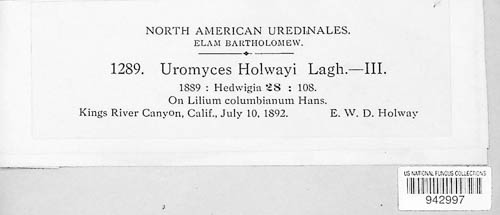 NORTH AMERICAN UREDINALES.
ELAM BARTHOLOMEW.
1289. Uromyces Holwayi Lagh.—III.
1889 : Hedwigia 28 : 108.
On Lilium columbianum Hans.
Kings River Canyon, Calif., July 10, 1892. E. W. D. Holway
US NATIONAL FUNGUS COLLECTIONS
942997